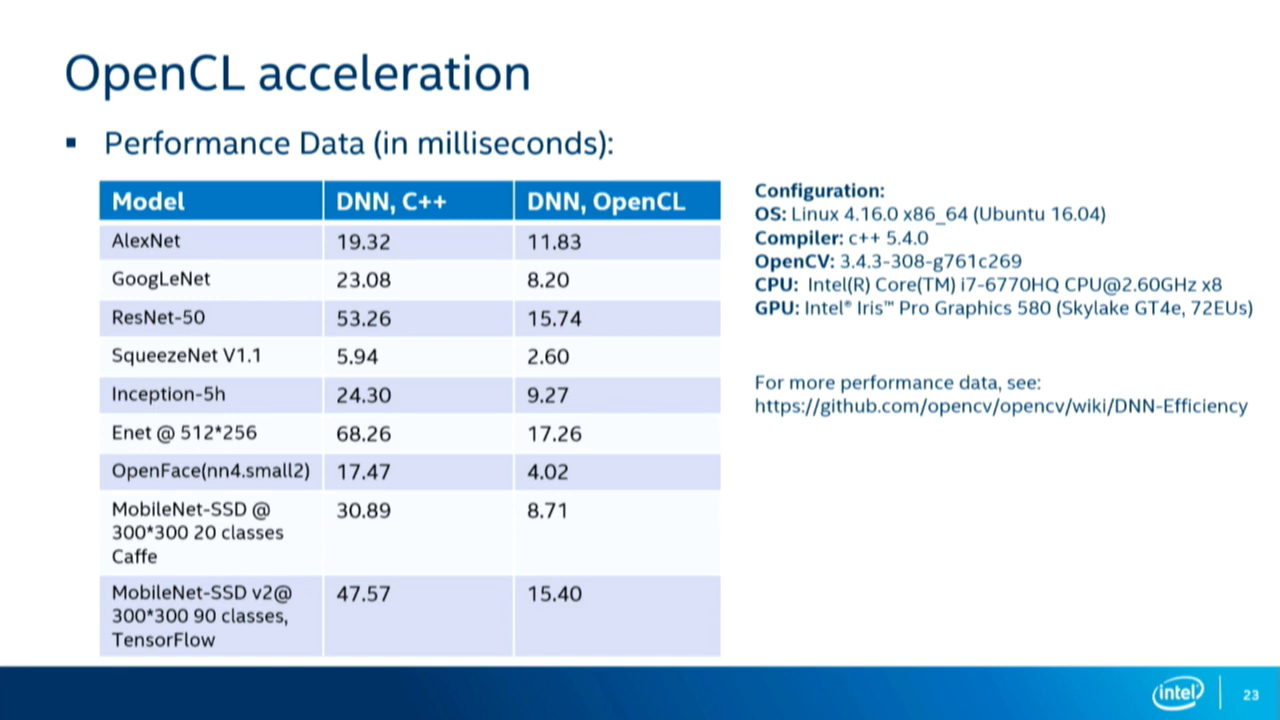 OpenCL acceleration
▪ Performance Data (in milliseconds):
Model DNN, C++ DNN, OpenCL
AlexNet 19.32 11.83
GoogLeNet 23.08 8.20
ResNet-50 53.26 15.74
SqueezeNet V1.1 5.94 2.60
Inception-5h 24.30 9.27
Enet @ 512*256 68.26 17.26
OpenFace(nn4.small2) 17.47 4.02
MobileNet-SSD @ 30.89 8.71
300*300 20 classes
Caffe
MobileNet-SSD v2@ 47.57 15.40
300*300 90 classes,
TensorFlow
Configuration:
OS: Linux 4.16.0 x86_64 (Ubuntu 16.04)
Compiler: c++ 5.4.0
OpenCV: 3.4.3-308-g761c269
CPU: Intel(R) Core(TM) i7-6770HQ CPU@2.60GHz x8
GPU: Intel® Iris™ Pro Graphics 580 (Skylake GT4e, 72EUs)
For more performance data, see:
https://github.com/opencv/opencv/wiki/DNN-Efficiency
intel
23